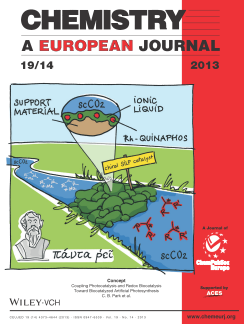 CHEMISTRY
A EUROPEAN JOURNAL
19/14
2013
SUPPORT
MATERIAL
scCO2
IONIC
LIQUID
Rh-QUINAPHOS
chiral SILP catalyst
scCO2
πάντα ῥεῖ
scCO2
A Journal of
ChemPubSoc
Europe
Concept
Coupling Photocatalysis and Redox Biocatalysis
Toward Biocatalyzed Artificial Photosynthesis
C. B. Park et al.
Supported by
ACES
WILEY-VCH
www.chemeurj.org